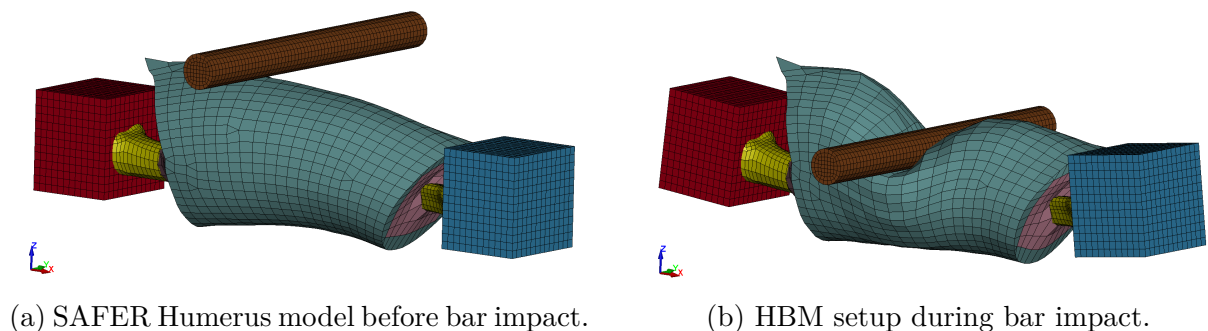 Z
Y
X
Z
Y
X
(a) SAFER Humerus model before bar impact.
(b) HBM setup during bar impact.